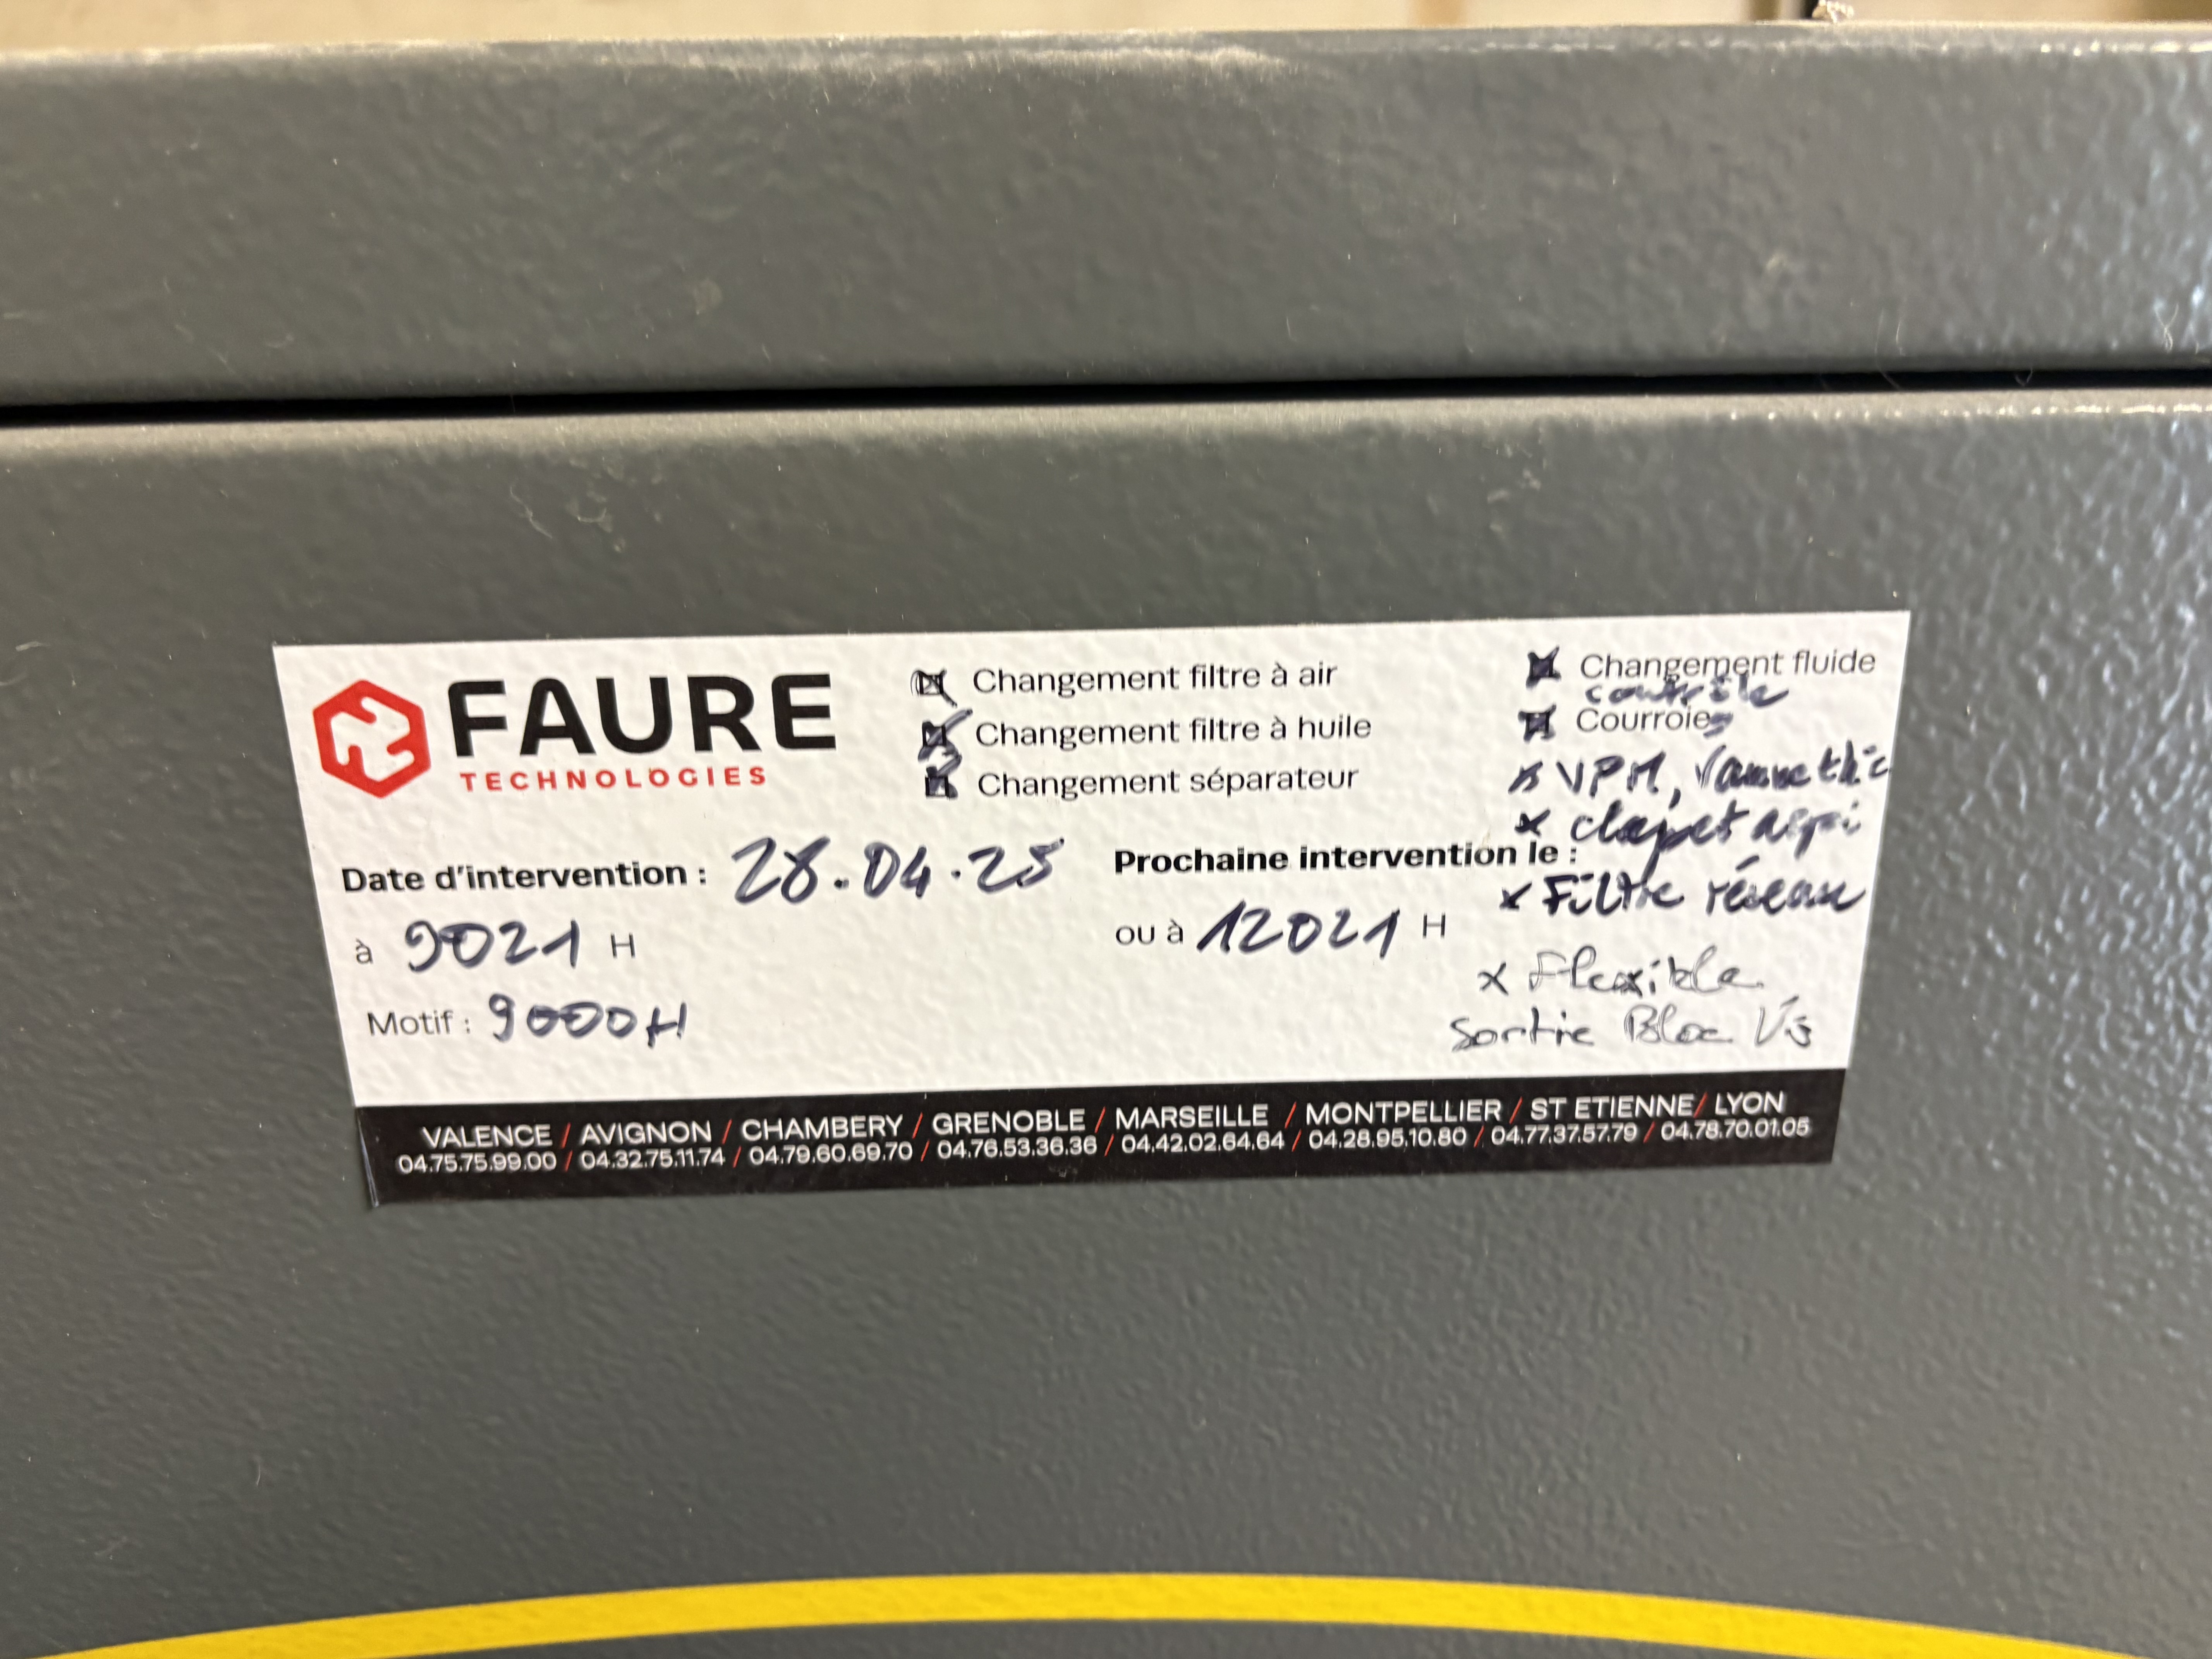 FAURE
TECHNOLOGIES
Changement filtre à air
Changement filtre à huile
Changement séparateur
Changement fluide
contrôle
Courroies
x VPM, Vanne th
x clapet aspi
x Filtre réseau
x Flexible
Sortie Bloc Vis
Date d'intervention : 28.04.25
à 9021 H
Motif : 9000H
Prochaine intervention le :
ou à 12021 H
VALENCE / AVIGNON / CHAMBERY / GRENOBLE / MARSEILLE / MONTPELLIER / ST ETIENNE / LYON
04.75.75.99.00 / 04.32.75.11.74 / 04.79.60.69.70 / 04.76.53.36.36 / 04.42.02.64.64 / 04.28.95.10.80 / 04.77.37.57.79 / 04.78.70.01.05